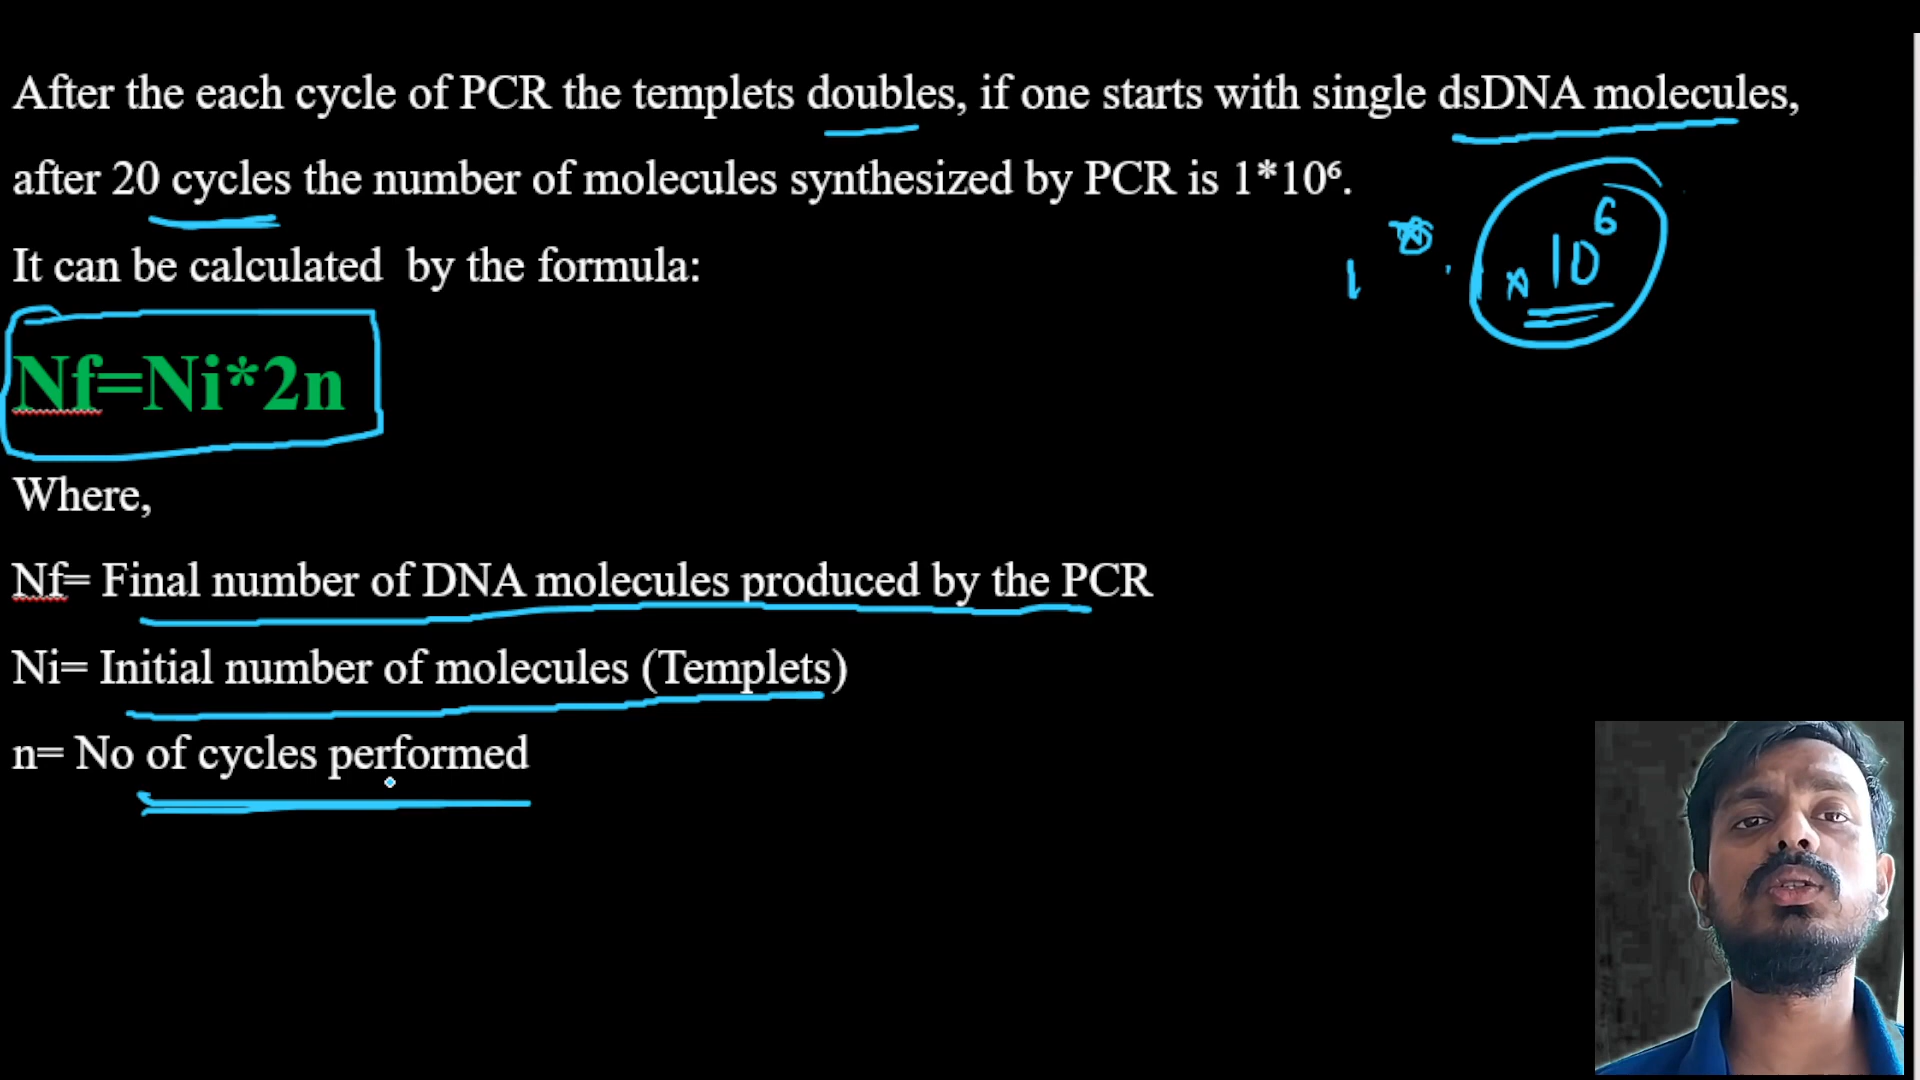 After the each cycle of PCR the templets doubles, if one starts with single dsDNA molecules,
after 20 cycles the number of molecules synthesized by PCR is 1*10⁶.
1 * 10⁶
It can be calculated by the formula:
Nf=Ni*2n
Where,
Nf= Final number of DNA molecules produced by the PCR
Ni= Initial number of molecules (Templets)
n= No of cycles performed